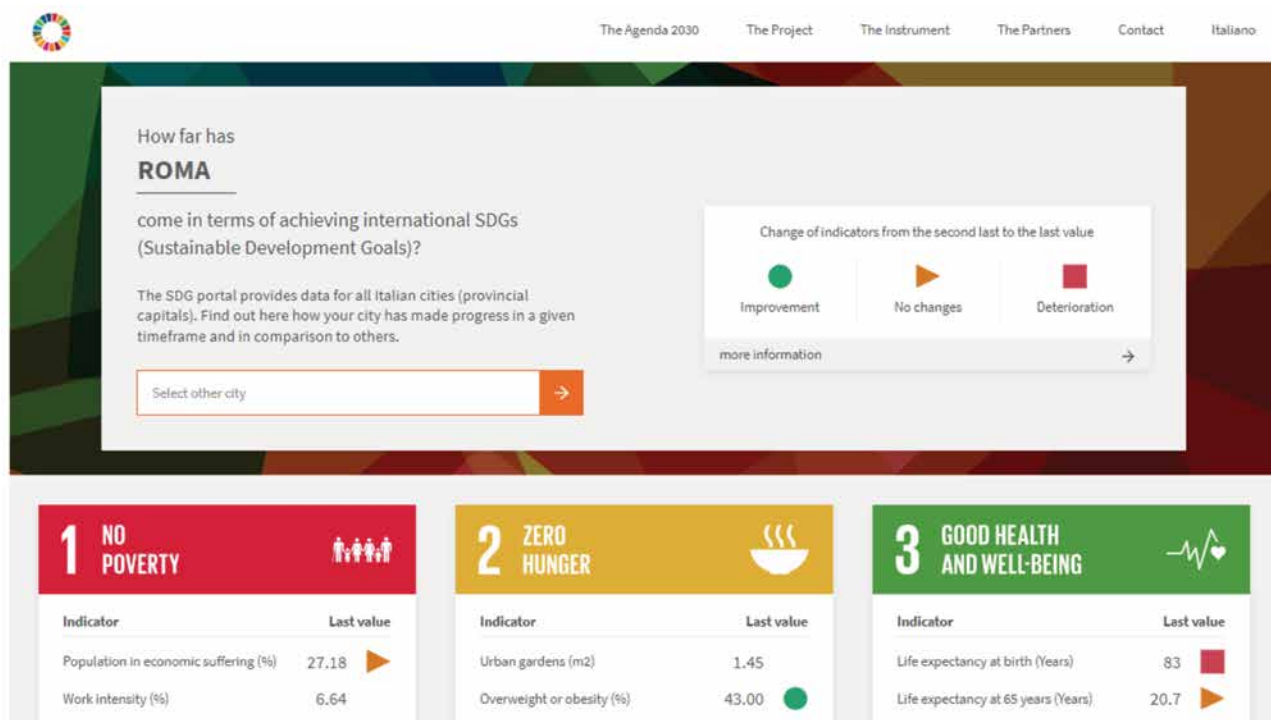 The Agenda 2030 The Project The Instrument The Partners Contact Italiano
How far has
ROMA
come in terms of achieving international SDGs
(Sustainable Development Goals)?
The SDG portal provides data for all Italian cities (provincial
capitals). Find out here how your city has made progress in a given
timeframe and in comparison to others.
Select other city
Change of indicators from the second last to the last value
Improvement No changes Deterioration
more information
1 NO
POVERTY
Indicator Last value
Population in economic suffering (%) 27.18
Work intensity (%) 6.64
2 ZERO
HUNGER
Indicator Last value
Urban gardens (m2) 1.45
Overweight or obesity (%) 43.00
3 GOOD HEALTH
AND WELL-BEING
Indicator Last value
Life expectancy at birth (Years) 83
Life expectancy at 65 years (Years) 20.7